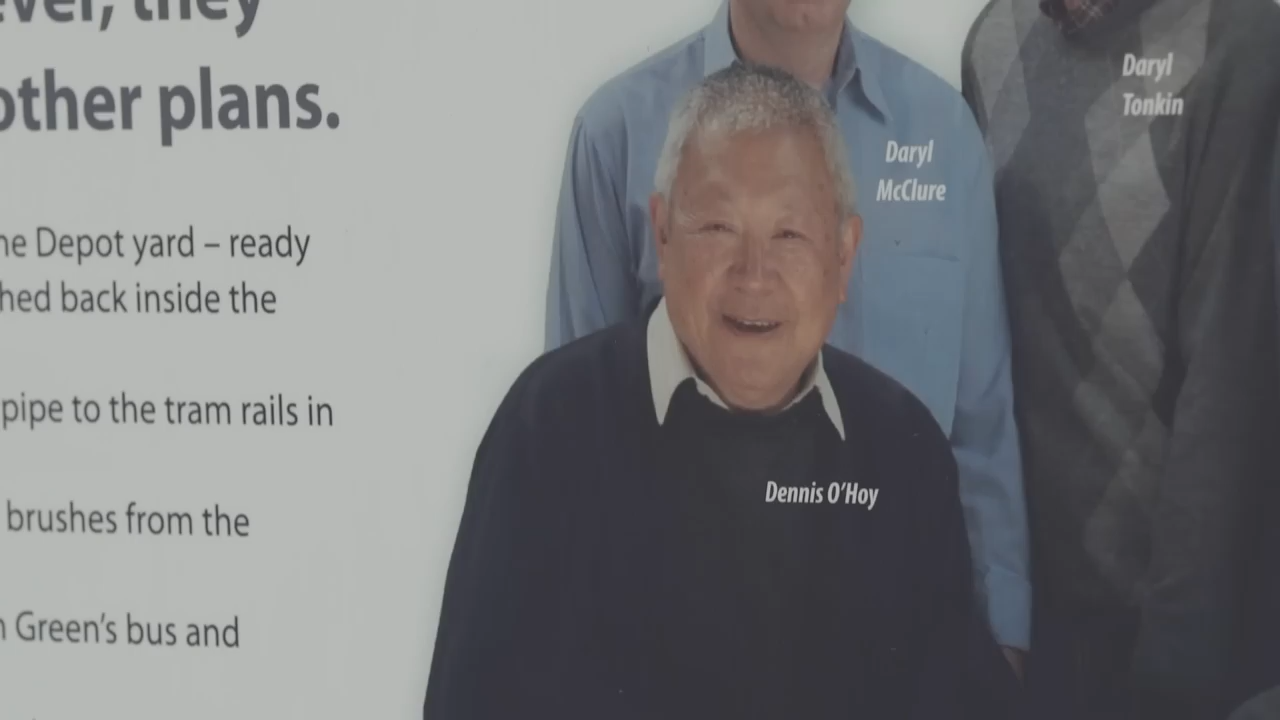 ever, they
other plans.
he Depot yard – ready
hed back inside the
pipe to the tram rails in
brushes from the
n Green's bus and
Daryl
Tonkin
Daryl
McClure
Dennis O'Hoy